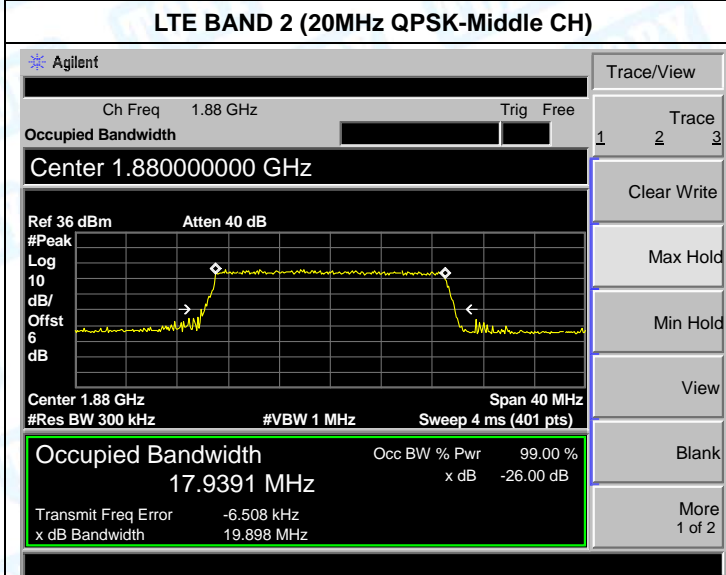 LTE BAND 2 (20MHz QPSK-Middle CH)
Agilent
Trace/View
Ch Freq 1.88 GHz Trig Free
Occupied Bandwidth
Trace
1 2 3
Center 1.880000000 GHz
Clear Write
Ref 36 dBm Atten 40 dB
#Peak
Log
10
dB/
Offst
6
dB
Max Hold
Min Hold
Center 1.88 GHz Span 40 MHz
#Res BW 300 kHz #VBW 1 MHz Sweep 4 ms (401 pts)
View
Occupied Bandwidth Occ BW % Pwr 99.00 %
17.9391 MHz x dB -26.00 dB
Blank
Transmit Freq Error -6.508 kHz
x dB Bandwidth 19.898 MHz
More
1 of 2